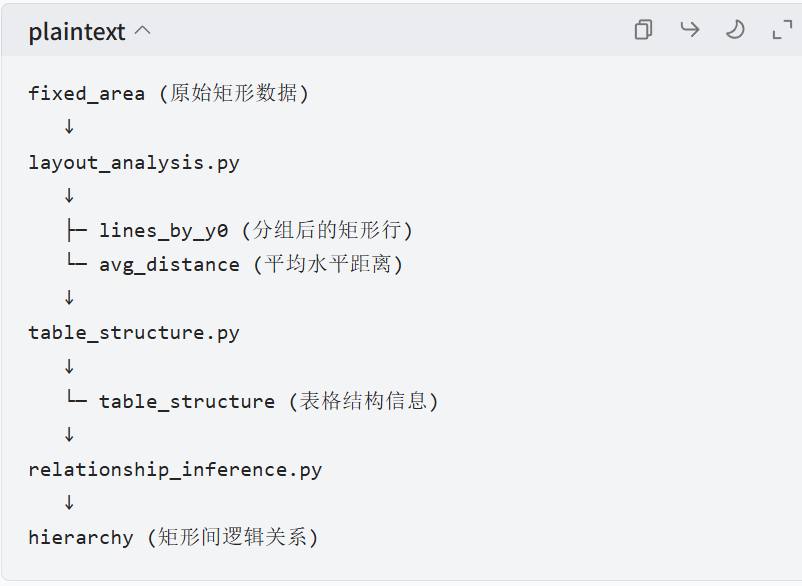 plaintext
fixed_area (原始矩形数据)
↓
layout_analysis.py
↓
├─ lines_by_y0 (分组后的矩形行)
└─ avg_distance (平均水平距离)
↓
table_structure.py
↓
└─ table_structure (表格结构信息)
↓
relationship_inference.py
↓
hierarchy (矩形间逻辑关系)